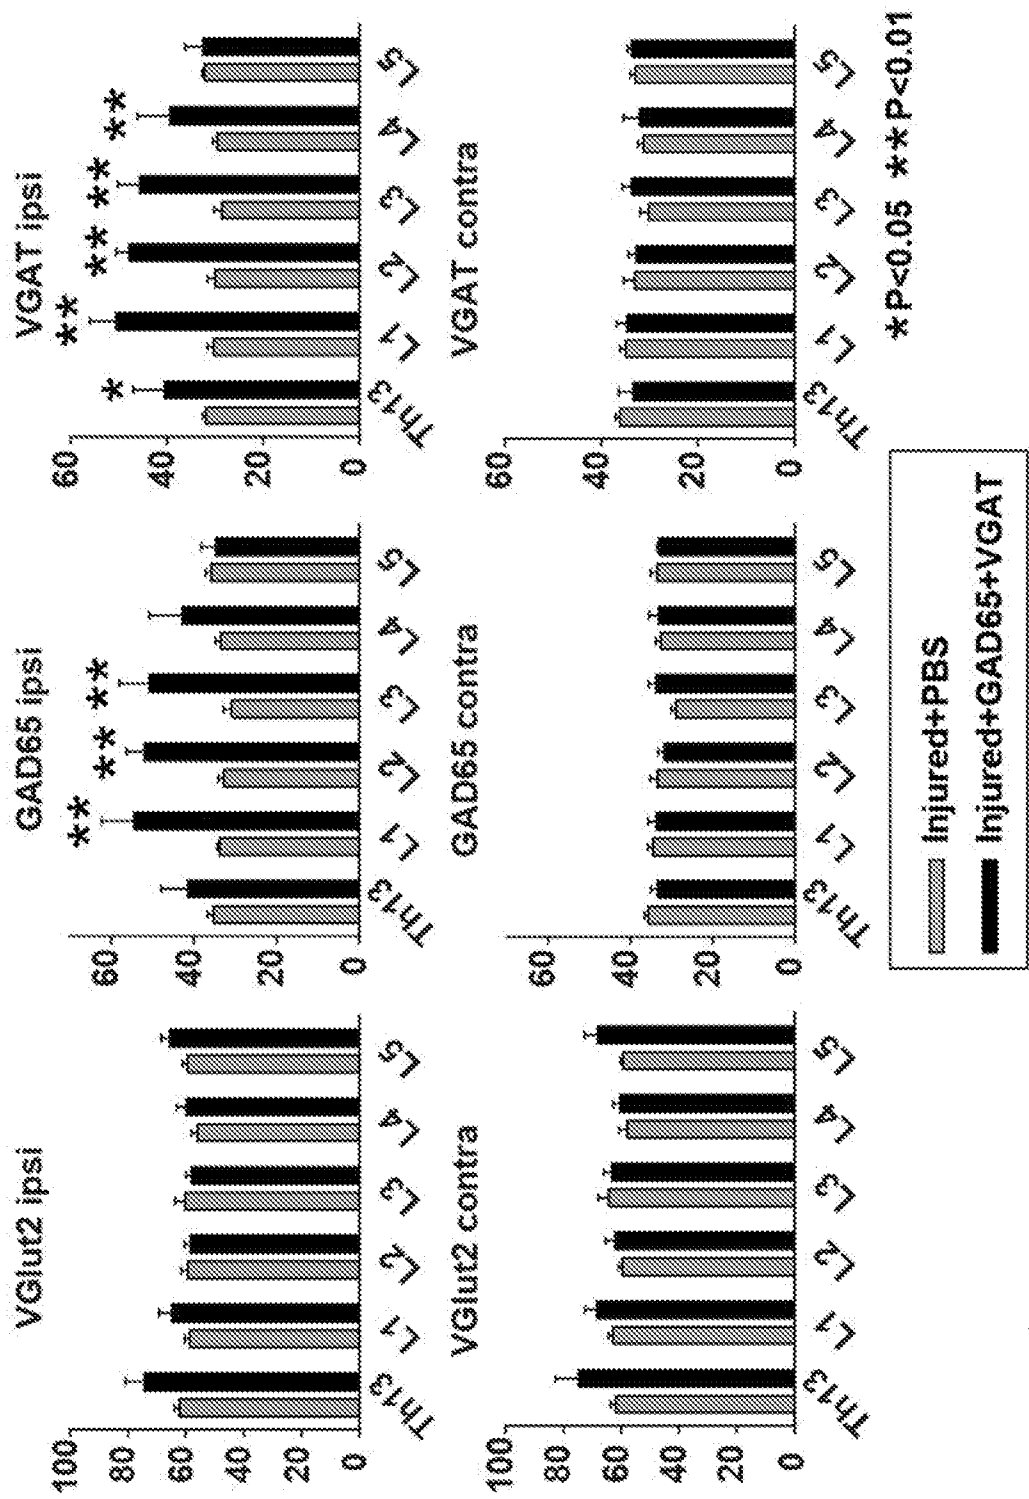 VGlut2 ipsi
100
80
60
40
20
0
Th13 L1 L2 L3 L4 L5
GAD65 ipsi
60
40
20
0
** ** **
Th13 L1 L2 L3 L4 L5
VGAT ipsi
60
40
20
0
* ** ** ** **
Th13 L1 L2 L3 L4 L5
VGlut2 contra
100
80
60
40
20
0
Th13 L1 L2 L3 L4 L5
GAD65 contra
60
40
20
0
Th13 L1 L2 L3 L4 L5
VGAT contra
60
40
20
0
Th13 L1 L2 L3 L4 L5
Injured+PBS
Injured+GAD65+VGAT
*P<0.05 **P<0.01